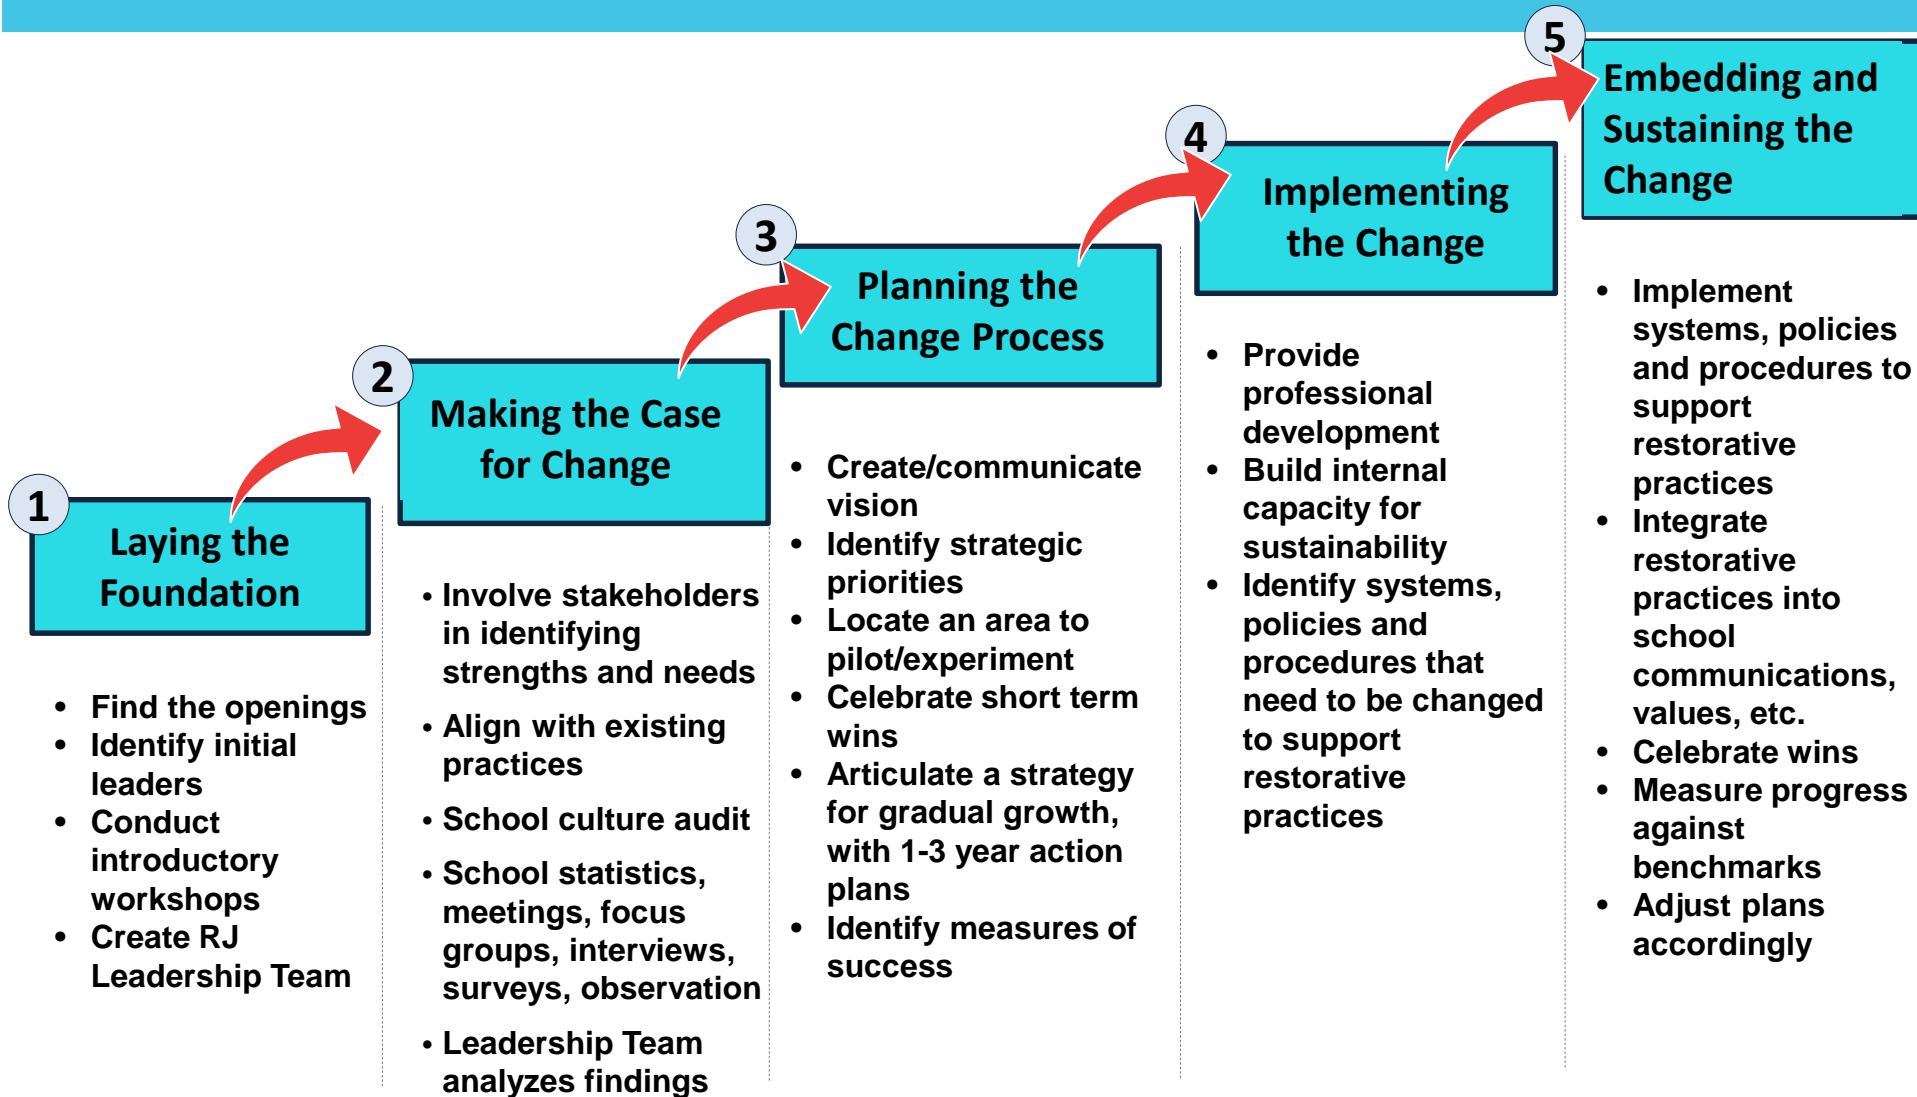 1
Laying the
Foundation
• Find the openings
• Identify initial
leaders
• Conduct
introductory
workshops
• Create RJ
Leadership Team
2
Making the Case
for Change
• Involve stakeholders
in identifying
strengths and needs
• Align with existing
practices
• School culture audit
• School statistics,
meetings, focus
groups, interviews,
surveys, observation
• Leadership Team
analyzes findings
3
Planning the
Change Process
• Create/communicate
vision
• Identify strategic
priorities
• Locate an area to
pilot/experiment
• Celebrate short term
wins
• Articulate a strategy
for gradual growth,
with 1-3 year action
plans
• Identify measures of
success
4
Implementing
the Change
• Provide
professional
development
• Build internal
capacity for
sustainability
• Identify systems,
policies and
procedures that
need to be changed
to support
restorative
practices
5
Embedding and
Sustaining the
Change
• Implement
systems, policies
and procedures to
support
restorative
practices
• Integrate
restorative
practices into
school
communications,
values, etc.
• Celebrate wins
• Measure progress
against
benchmarks
• Adjust plans
accordingly